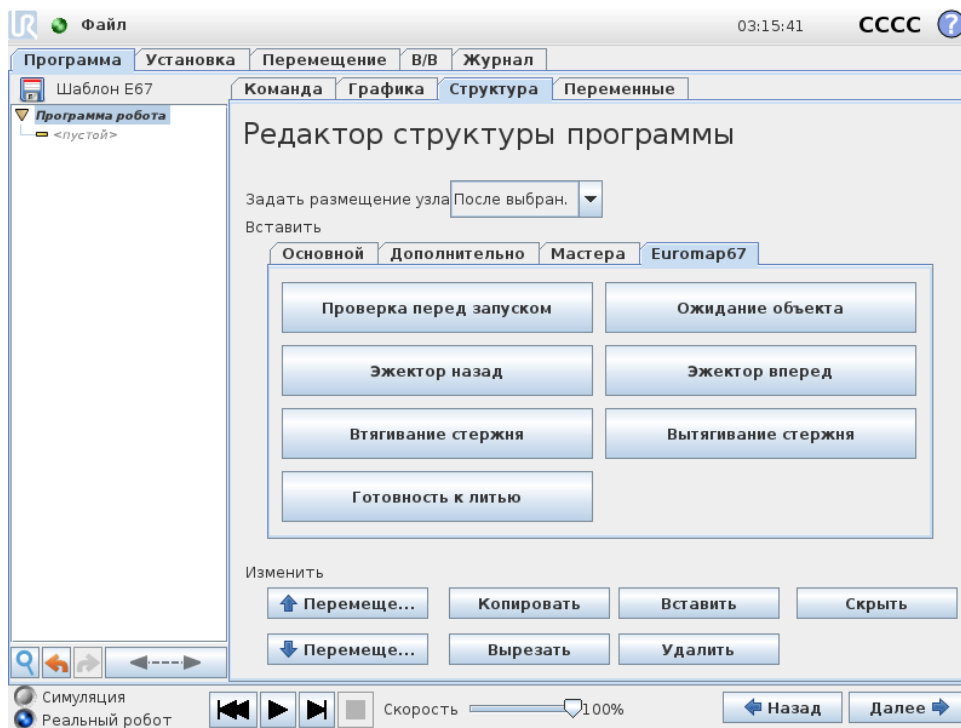 UR Файл 03:15:41 CCCC ?
Программа Установка Перемещение В/В Журнал
Шаблон E67 Команда Графика Структура Переменные
Программа робота
<пустой>
Редактор структуры программы
Задать размещение узла После выбран.
Вставить
Основной Дополнительно Мастера Euromap67
Проверка перед запуском Ожидание объекта
Эжектор назад Эжектор вперед
Втягивание стержня Вытягивание стержня
Готовность к литью
Изменить
Перемеще... Копировать Вставить Скрыть
Перемеще... Вырезать Удалить
Симуляция
Реальный робот
Скорость 100% Назад Далее